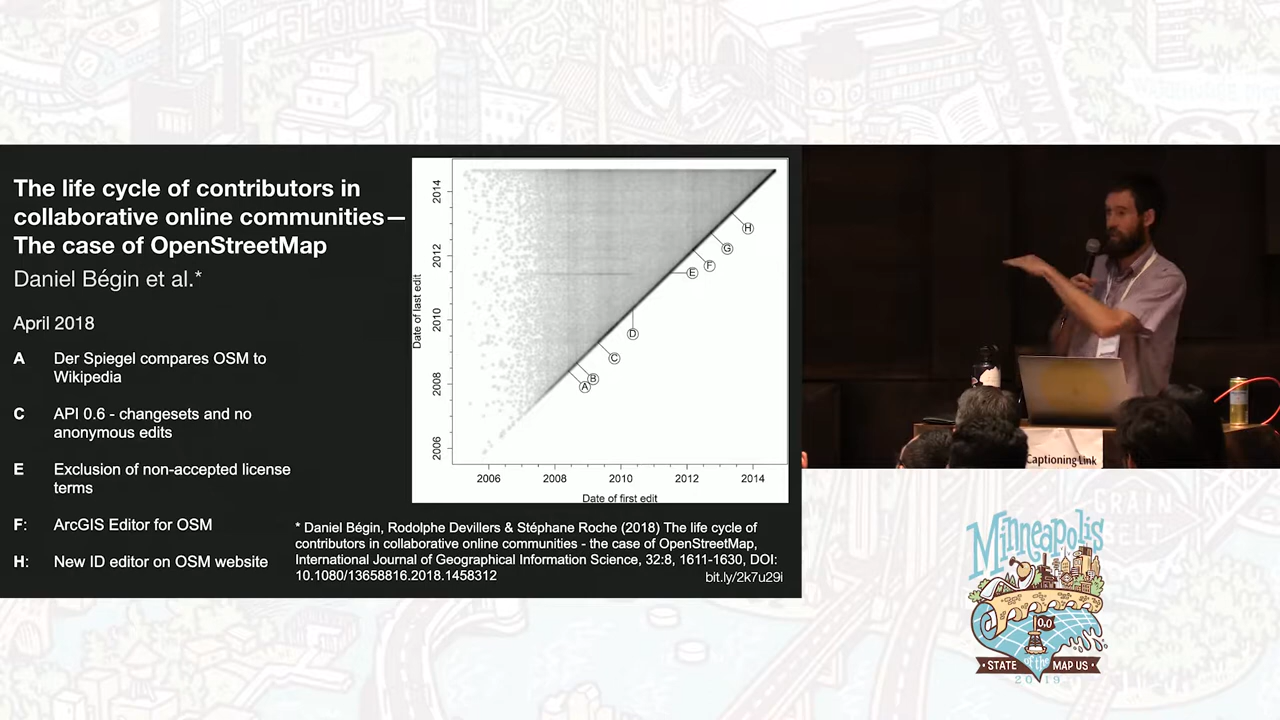 The life cycle of contributors in
collaborative online communities—
The case of OpenStreetMap
Daniel Bégin et al.*
April 2018
A Der Spiegel compares OSM to
Wikipedia
C API 0.6 - changesets and no
anonymous edits
E Exclusion of non-accepted license
terms
F: ArcGIS Editor for OSM
H: New ID editor on OSM website
Date of last edit
2014
2012
2010
2008
2006
H
G
F
E
D
C
B
A
2006 2008 2010 2012 2014
Date of first edit
* Daniel Bégin, Rodolphe Devillers & Stéphane Roche (2018) The life cycle of
contributors in collaborative online communities - the case of OpenStreetMap,
International Journal of Geographical Information Science, 32:8, 1611-1630, DOI:
10.1080/13658816.2018.1458312
bit.ly/2k7u29i
Captioning Link
Minneapolis
0,0
STATE of the MAP US
2019
FLOUR
GRAIN
BELT